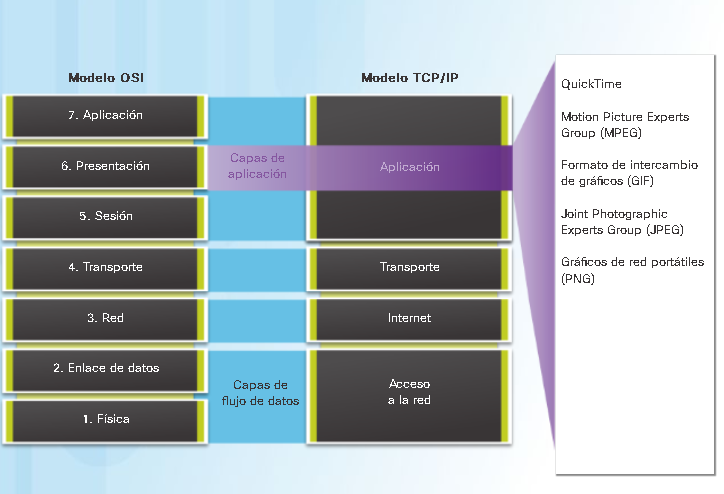 Modelo OSI
Modelo TCP/IP
7. Aplicación
6. Presentación
5. Sesión
4. Transporte
3. Red
2. Enlace de datos
1. Física
Capas de
aplicación
Capas de
flujo de datos
Aplicación
Transporte
Internet
Acceso
a la red
QuickTime
Motion Picture Experts
Group (MPEG)
Formato de intercambio
de gráficos (GIF)
Joint Photographic
Experts Group (JPEG)
Gráficos de red portátiles
(PNG)